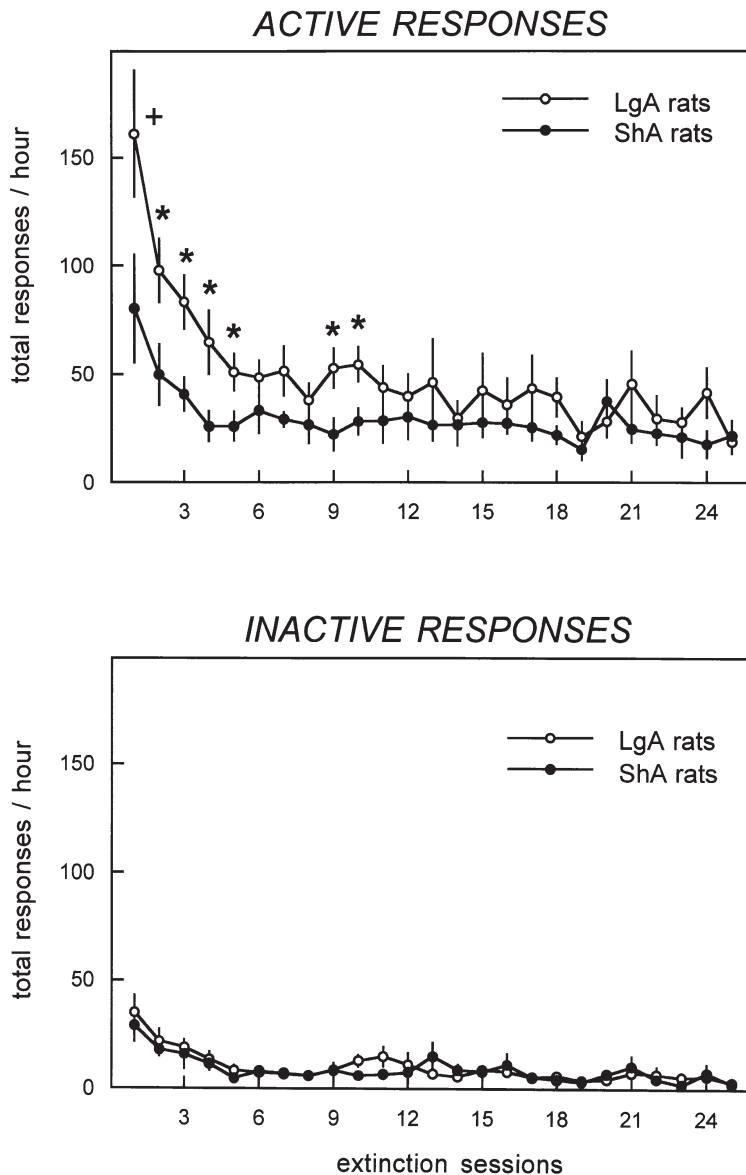 ACTIVE RESPONSES
total responses / hour
150
100
50
0
LgA rats
ShA rats
+
*
*
*
*
*
*
3 6 9 12 15 18 21 24
INACTIVE RESPONSES
total responses / hour
150
100
50
0
LgA rats
ShA rats
3 6 9 12 15 18 21 24
extinction sessions